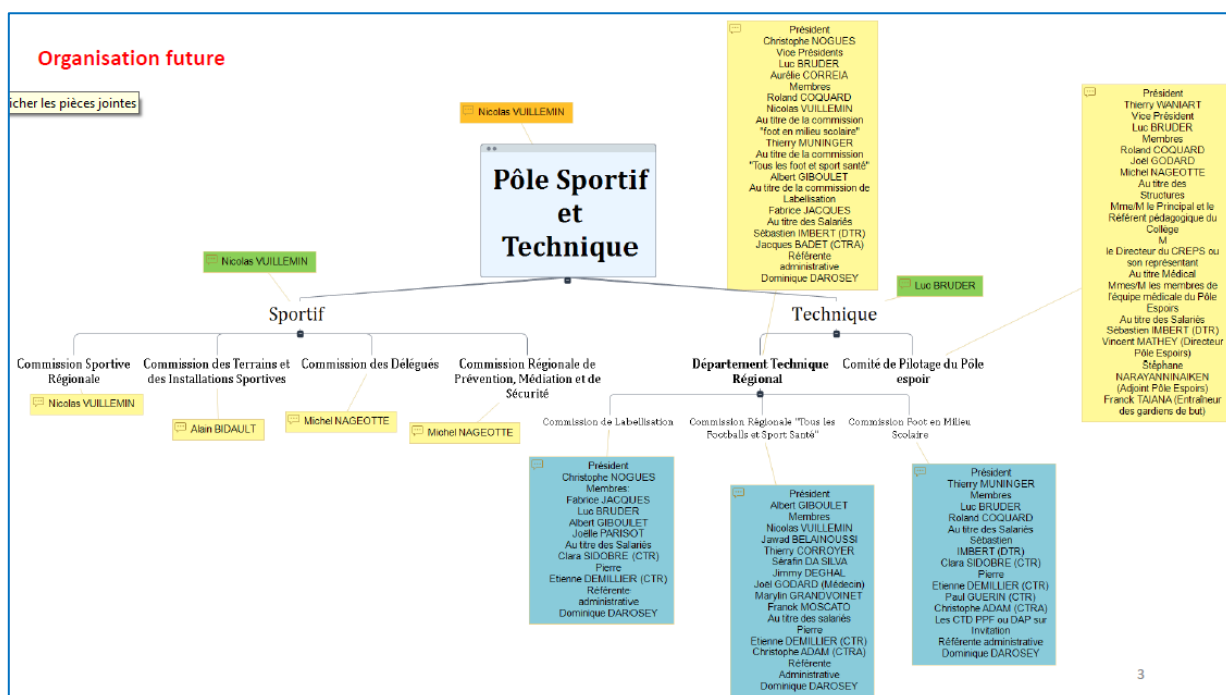 Organisation future
icher les pièces jointes
Nicolas VUILLEMIN
Pôle Sportif
et
Technique
Président
Christophe NOGUES
Vice Présidents
Luc BRUDER
Aurélie CORREIA
Membres
Roland COQUARD
Nicolas VUILLEMIN
Au titre de la commission
"foot en milieu scolaire"
Thierry MUNINGER
Au titre de la commission
"Tous les foot et sport santé"
Albert GIBOULET
Au titre de la commission de
Labellisation
Fabrice JACQUES
Au titre des Salariés
Sébastien IMBERT (DTR)
Jacques BADET (CTRA)
Référente
administrative
Dominique DAROSEY
Président
Thierry WANIART
Vice Président
Luc BRUDER
Membres
Roland COQUARD
Joël GODARD
Michel NAGEOTTE
Au titre des
Structures
Mme/M le Principal et le
Référent pédagogique du
Collège
M
le Directeur du CREPS ou
son représentant
Au titre Médical
Mmes/M les membres de
l'équipe médicale du Pôle
Espoirs
Au titre des Salariés
Sébastien IMBERT (DTR)
Vincent MATHEY (Directeur
Pôle Espoirs)
Stéphane
NARAYANNINAIKEN
(Adjoint Pôle Espoirs)
Franck TAIANA (Entraîneur
des gardiens de but)
Nicolas VUILLEMIN
Luc BRUDER
Sportif
Technique
Commission Sportive
Régionale
Nicolas VUILLEMIN
Commission des Terrains et
des Installations Sportives
Alain BIDAULT
Commission des Délégués
Michel NAGEOTTE
Commission Régionale de
Prévention, Médiation et de
Sécurité
Michel NAGEOTTE
Département Technique
Régional
Comité de Pilotage du Pôle
espoir
Commission de Labellisation
Commission Régionale "Tous les
Footballs et Sport Santé"
Commission Foot en Milieu
Scolaire
Président
Christophe NOGUES
Membres:
Fabrice JACQUES
Luc BRUDER
Albert GIBOULET
Joëlle PARISOT
Au titre des Salariés
Clara SIDOBRE (CTR)
Pierre
Etienne DEMILLIER (CTR)
Référente
administrative
Dominique DAROSEY
Président
Albert GIBOULET
Membres
Nicolas VUILLEMIN
Jawad BELAINOUSSI
Thierry CORROYER
Sérafin DA SILVA
Jimmy DEGHAL
Joël GODARD (Médecin)
Marylin GRANDVOINET
Franck MOSCATO
Au titre des salariés
Pierre
Etienne DEMILLIER (CTR)
Christophe ADAM (CTRA)
Référente
Administrative
Dominique DAROSEY
Président
Thierry MUNINGER
Membres
Luc BRUDER
Roland COQUARD
Au titre des Salariés
Sébastien
IMBERT (DTR)
Clara SIDOBRE (CTR)
Pierre
Etienne DEMILLIER (CTR)
Paul GUERIN (CTR)
Christophe ADAM (CTRA)
Les CTD PPF ou DAP sur
Invitation
Référente administrative
Dominique DAROSEY
3